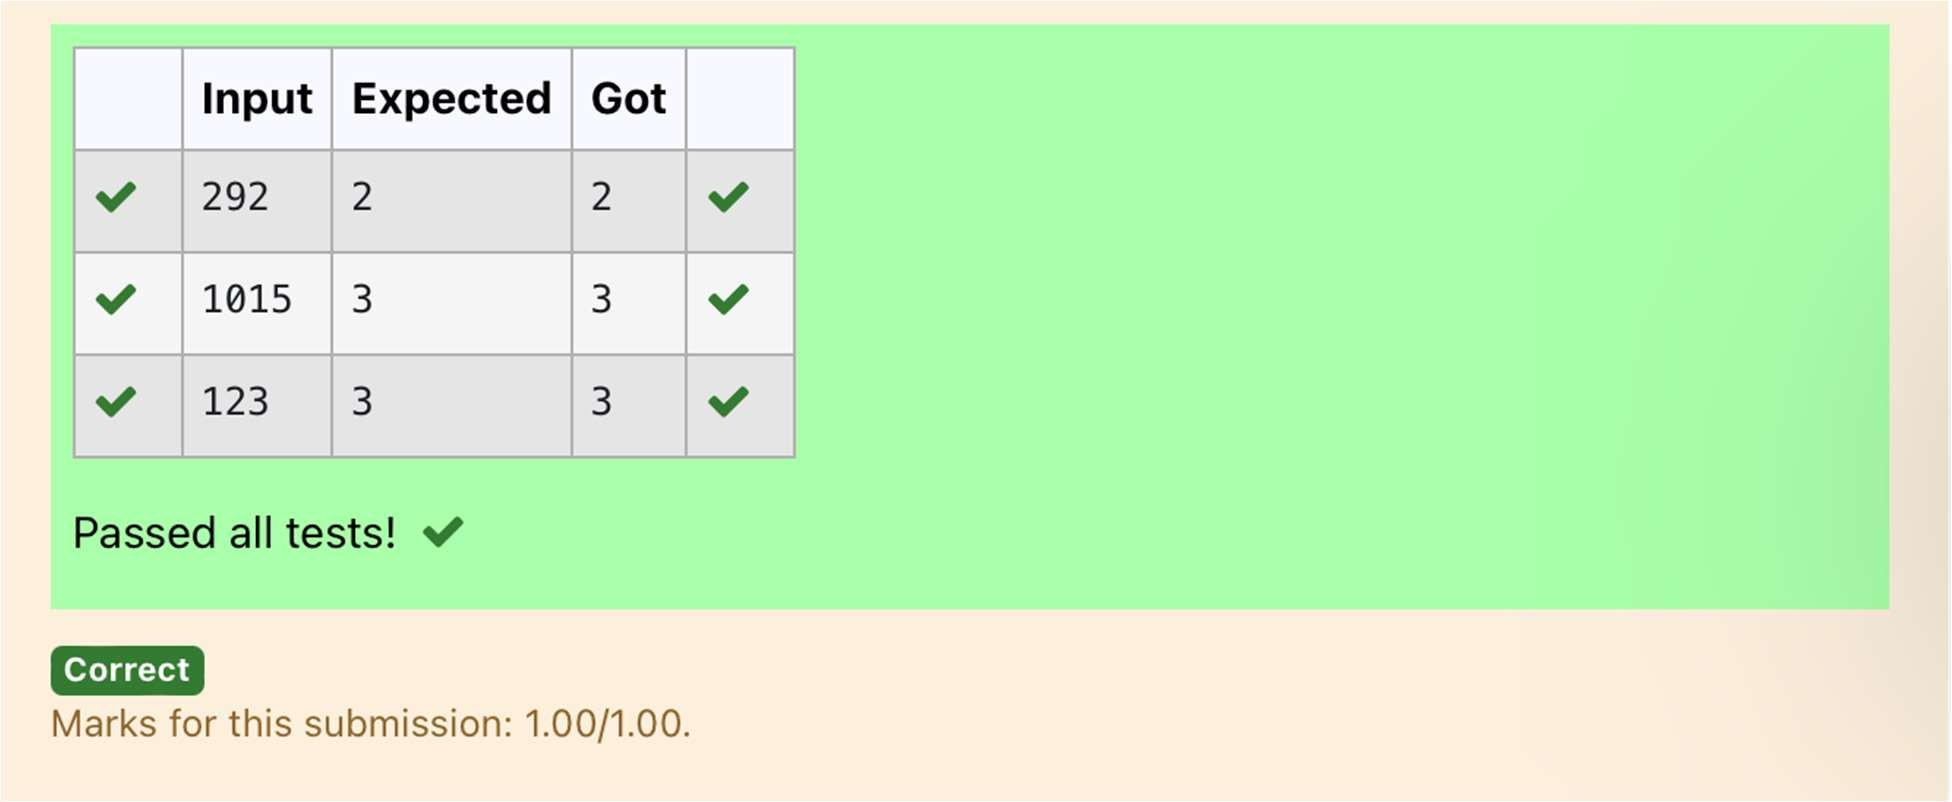 Input Expected Got
292 2 2
1015 3 3
123 3 3
Passed all tests!
Correct
Marks for this submission: 1.00/1.00.